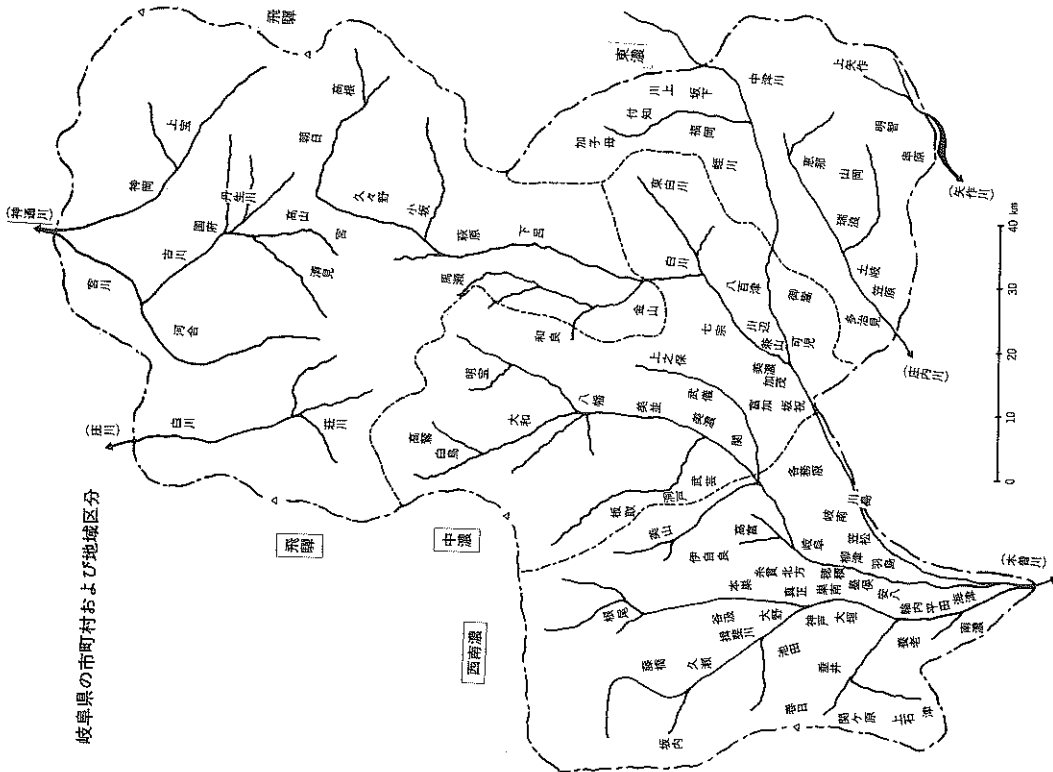 岐阜県の市町村および地域区分
飛騨
中濃
西南濃
東濃
飛騨
(神通川)
(庄川)
(矢作川)
(庄内川)
(木曽川)
上宝
神岡
宮川
河合
古川
国府
丹生川
高山
宮
清見
白川
荘川
高根
朝日
久々野
小坂
萩原
下呂
馬瀬
金山
和良
明宝
大和
高鷲
白鳥
八幡
美並
美濃
関
武儀
上之保
武芸
洞戸
板取
美山
七宗
白川
東白川
八百津
川辺
御嵩
兼山
可児
美濃
加茂
富加
坂祝
加子母
付知
福岡
川上
坂下
中津川
蛭川
恵那
山岡
明智
串原
上矢作
瑞浪
土岐
笠原
多治見
各務原
川島
岐南
笠松
岐阜
柳津
羽島
高富
伊自良
本巣
糸貫
北方
真正
穂積
巣南
墨俣
安八
輪内
平田
海津
南濃
養老
根尾
谷汲
大野
揖斐川
神戸
大垣
池田
垂井
藤橋
久瀬
坂内
春日
関ケ原
上石津
0 10 20 30 40 km